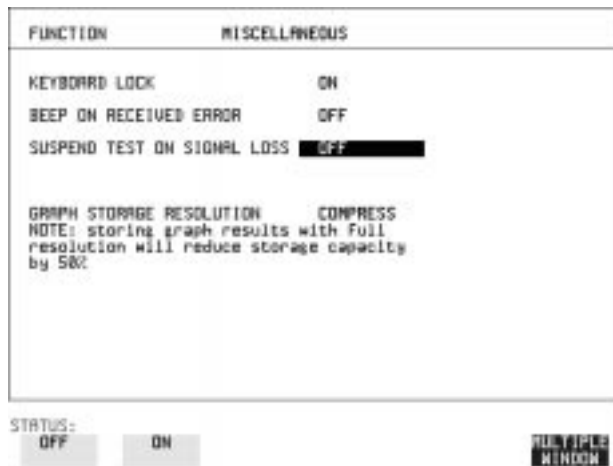 FUNCTION MISCELLANEOUS
KEYBOARD LOCK ON
BEEP ON RECEIVED ERROR OFF
SUSPEND TEST ON SIGNAL LOSS OFF
GRAPH STORAGE RESOLUTION COMPRESS
NOTE: storing graph results with Full
resolution will reduce storage capacity
by 50%
STATUS:
OFF ON MULTIPLE
WINDOW